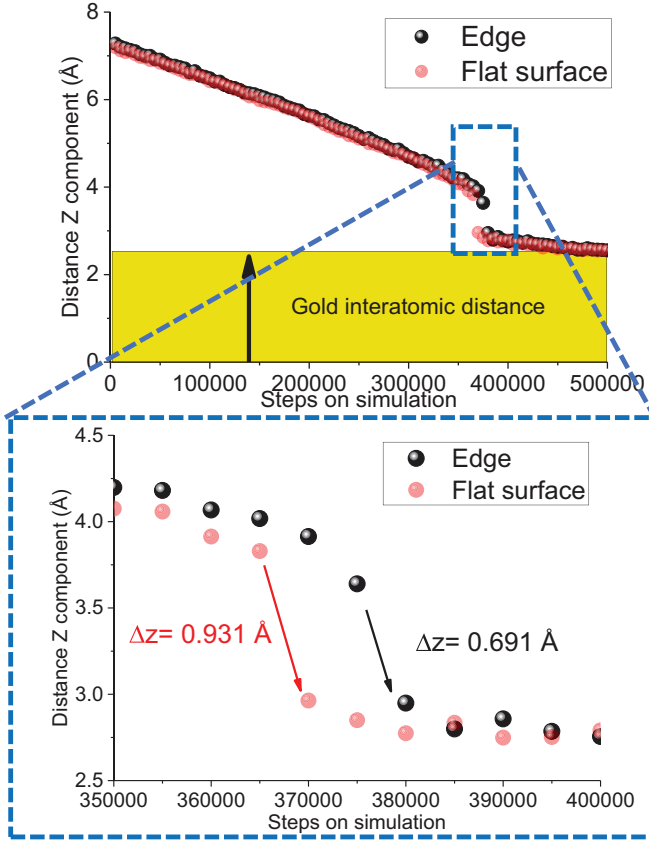 8
6
4
2
0
Distance Z component (Å)
Edge
Flat surface
Gold interatomic distance
0 100000 200000 300000 400000 500000
Steps on simulation
4.5
4.0
3.5
3.0
2.5
Distance Z component (Å)
Edge
Flat surface
Δz= 0.931 Å
Δz= 0.691 Å
350000 360000 370000 380000 390000 400000
Steps on simulation